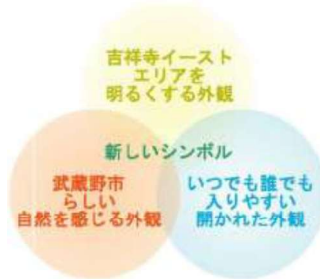 吉祥寺イースト
エリアを
明るくする外観
新しいシンボル
武蔵野市
らしい
自然を感じる外観
いつでも誰でも
入りやすい
開かれた外観